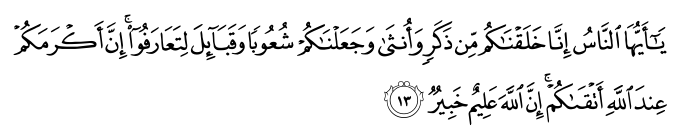 يَـٰٓأَيُّهَا ٱلنَّاسُ إِنَّا خَلَقْنَـٰكُم مِّن ذَكَرٍ وَأُنثَىٰ وَجَعَلْنَـٰكُمْ شُعُوبًا وَقَبَآئِلَ لِتَعَارَفُوٓا۟ ۚ إِنَّ أَكْرَمَكُمْ
عِندَ ٱللَّهِ أَتْقَىٰكُمْ ۚ إِنَّ ٱللَّهَ عَلِيمٌ خَبِيرٌ ١٣